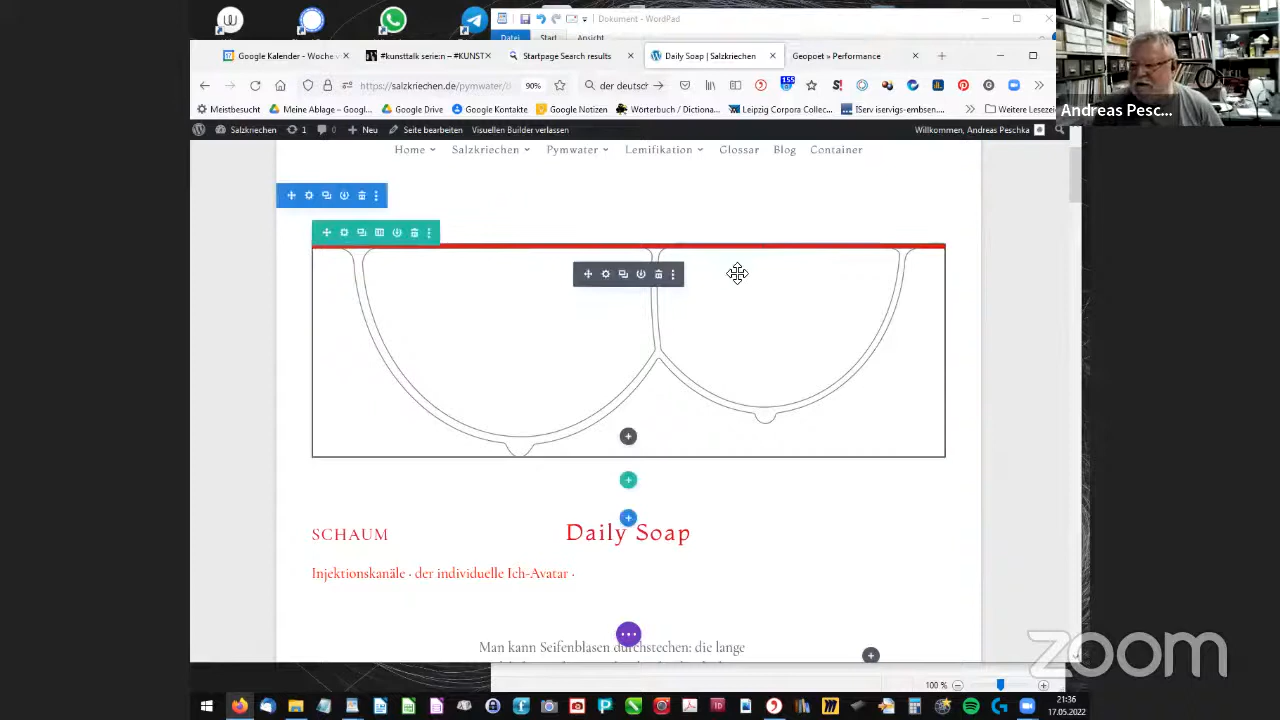 Dokument - WordPad
Datei Start Ansicht
Google Kalender - Woche v
#kunsttalk-serien – #KUNST
Startpage Search results
Daily Soap | Salzkriechen
Geopoet » Performance
https://salzkriechen.de/pymwater/
90%
der deutsch
155
Meistbesucht
Meine Ablage – Googl...
Google Drive
Google Kontakte
Google Notizen
Wörterbuch / Dictiona...
Leipzig Corpora Collec...
IServ iservigs-embsen...
Weitere Lesezei
Andreas Pesc...
Salzkriechen
1
0
Neu
Seite bearbeiten
Visuellen Builder verlassen
Willkommen, Andreas Peschka
Home Salzkriechen Pymwater Lemifikation Glossar Blog Container
SCHAUM
Daily Soap
Injektionskanäle · der individuelle Ich-Avatar ·
Man kann Seifenblasen durchstechen: die lange
zoom
100 %
21:36
17.05.2022